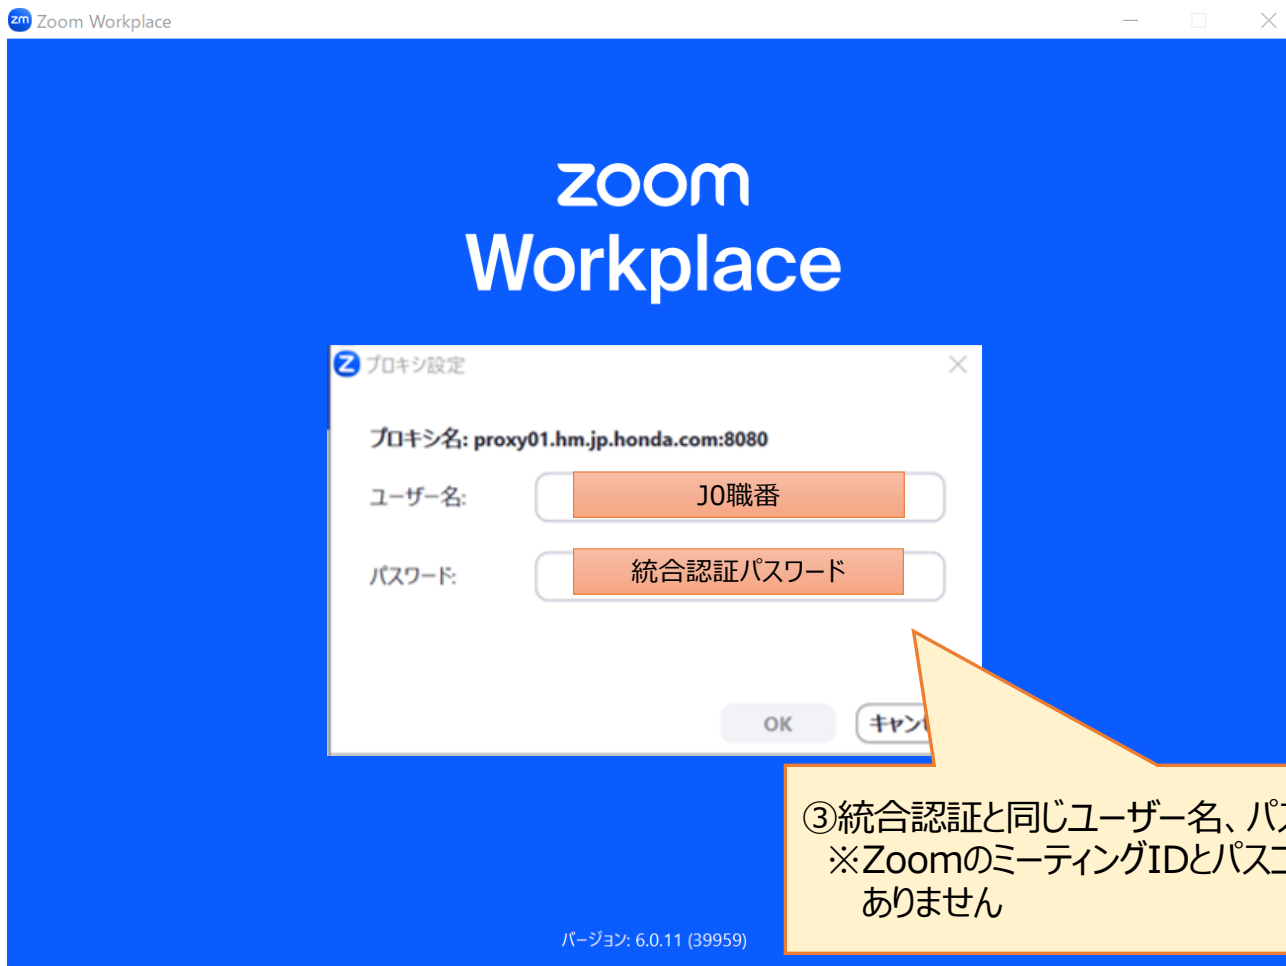 Zoom Workplace
zoom
Workplace
プロキシ設定
プロキシ名: proxy01.hm.jp.honda.com:8080
ユーザー名:
J0職番
パスワード:
統合認証パスワード
OK
キャン
③統合認証と同じユーザー名、パス
※ZoomのミーティングIDとパスコ
ありません
バージョン: 6.0.11 (39959)